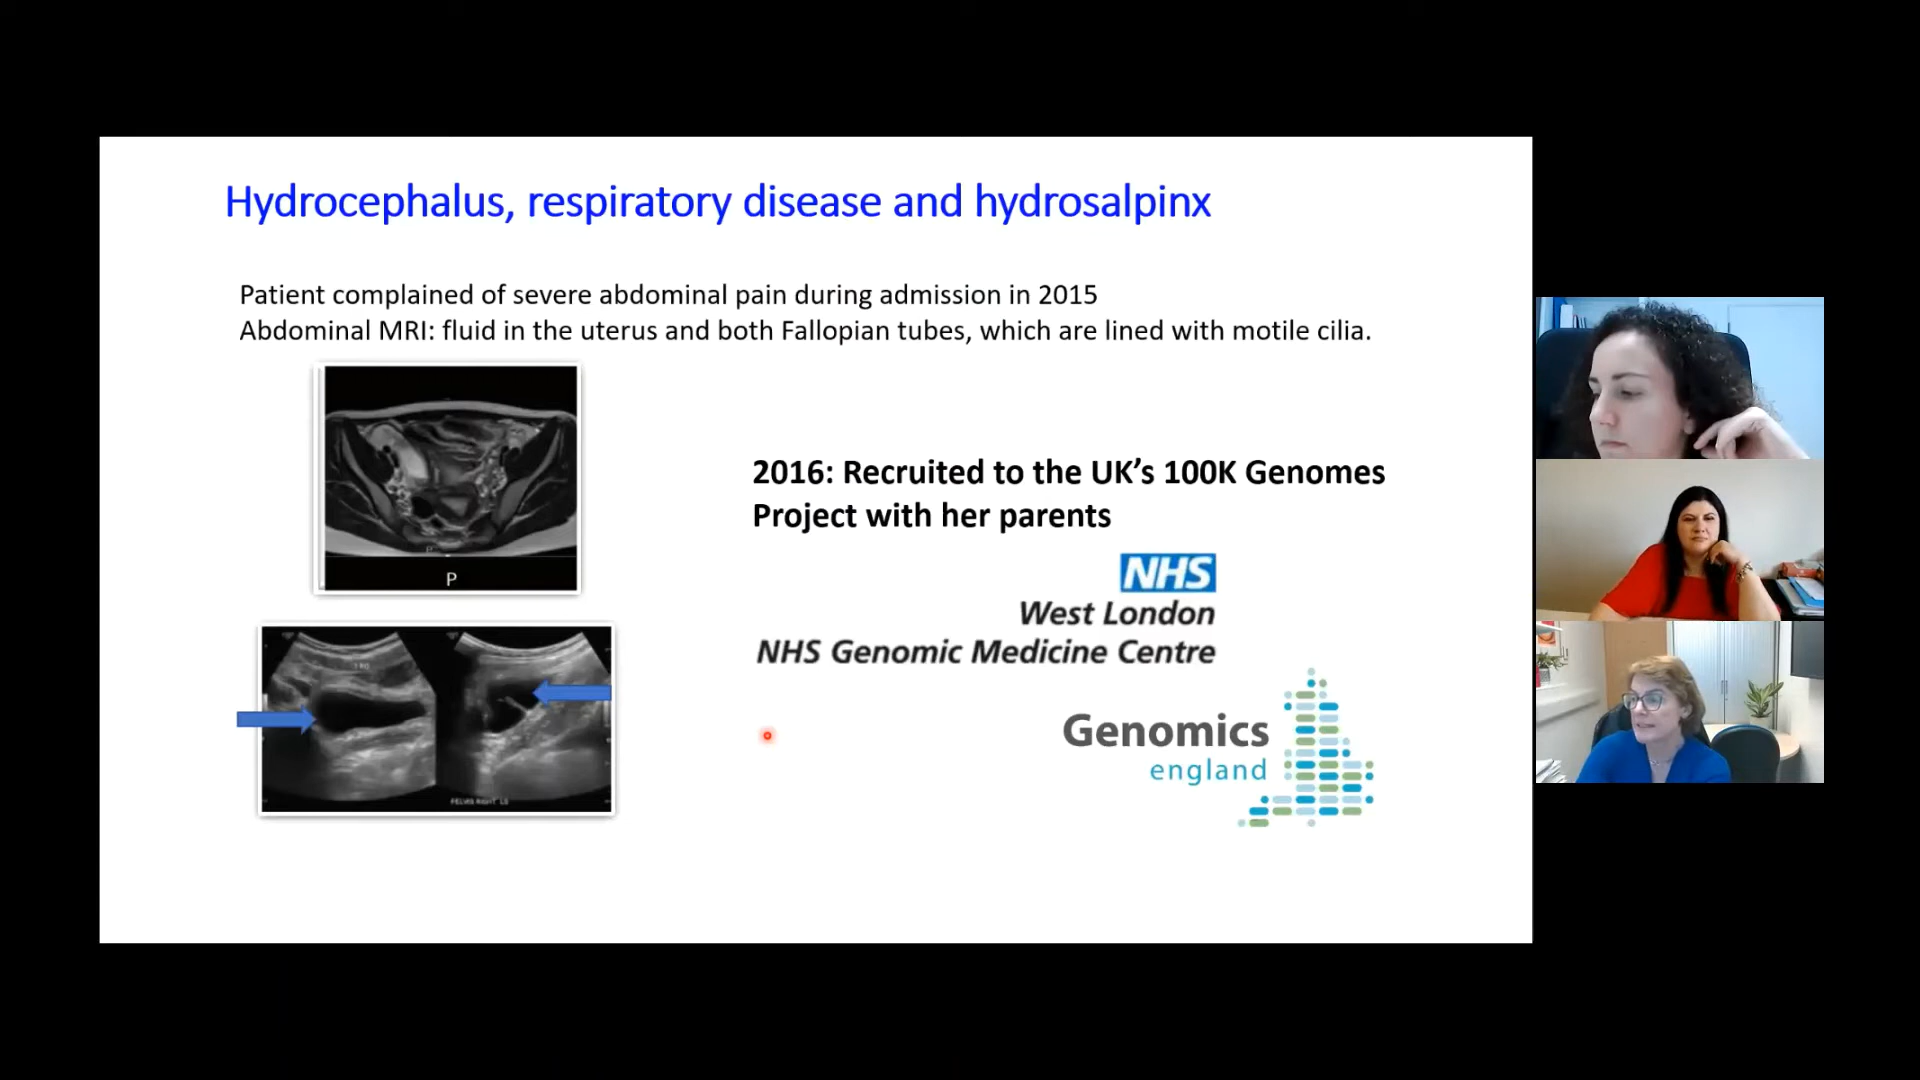 Hydrocephalus, respiratory disease and hydrosalpinx
Patient complained of severe abdominal pain during admission in 2015
Abdominal MRI: fluid in the uterus and both Fallopian tubes, which are lined with motile cilia.
P
P
2016: Recruited to the UK’s 100K Genomes
Project with her parents
NHS
West London
NHS Genomic Medicine Centre
Genomics
england